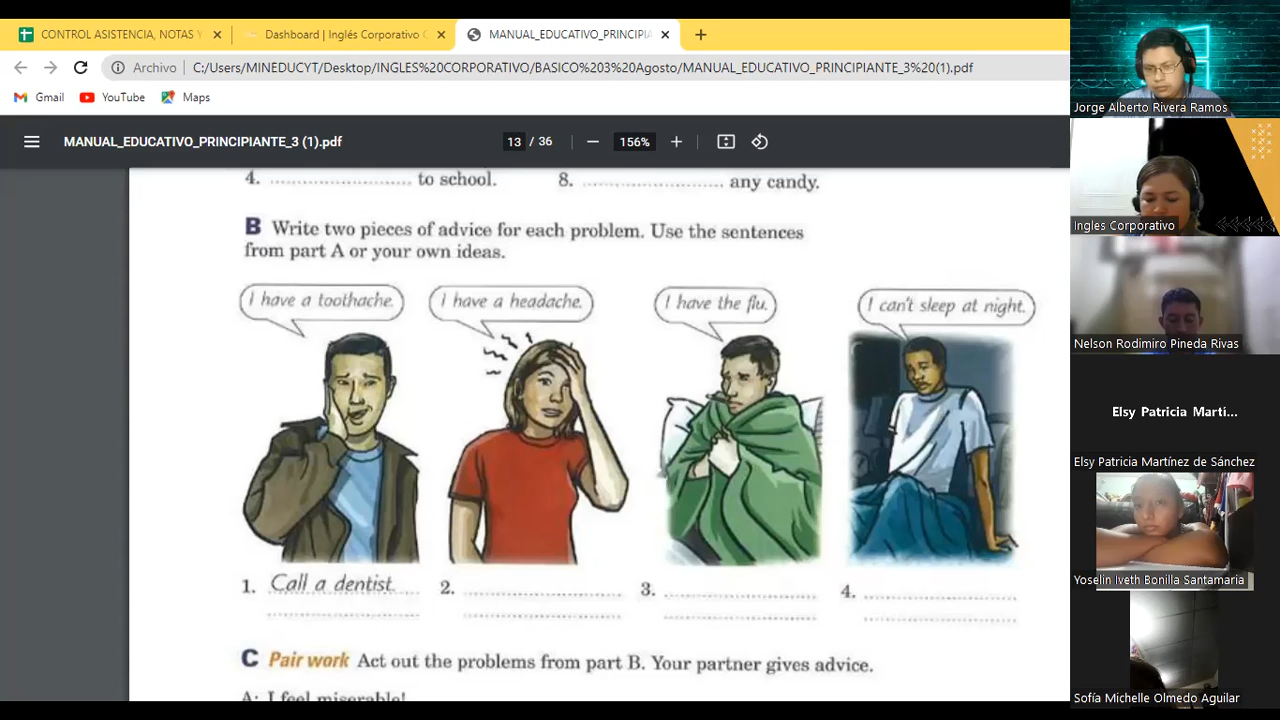 CONTROL ASISTENCIA, NOTAS Y
Dashboard | Inglés Corporativo
MANUAL_EDUCATIVO_PRINCIPIA
Archivo
C:/Users/MINEDUCYT/Desktop/INGLES%20CORPORATIVO/BASICO%203%20Agosto/MANUAL_EDUCATIVO_PRINCIPIANTE_3%20(1).pdf
Gmail
YouTube
Maps
MANUAL_EDUCATIVO_PRINCIPIANTE_3 (1).pdf
13 / 36
156%
4. ........................ to school.
8. ........................ any candy.
B Write two pieces of advice for each problem. Use the sentences
from part A or your own ideas.
I have a toothache.
I have a headache.
I have the flu.
I can't sleep at night.
1. Call a dentist.
2.
3.
4.
C Pair work Act out the problems from part B. Your partner gives advice.
A: I feel miserable!
Jorge Alberto Rivera Ramos
Ingles Corporativo
Nelson Rodimiro Pineda Rivas
Elsy Patricia Marti...
Elsy Patricia Martínez de Sánchez
Yoselin Iveth Bonilla Santamaria
Sofía Michelle Olmedo Aguilar